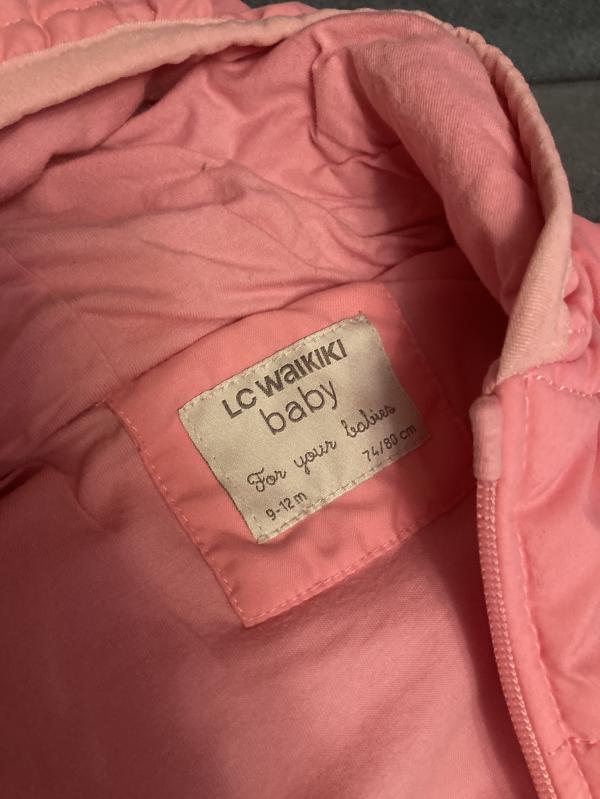 LC WAIKIKI
baby
For your babies
9-12 m 74/80 cm